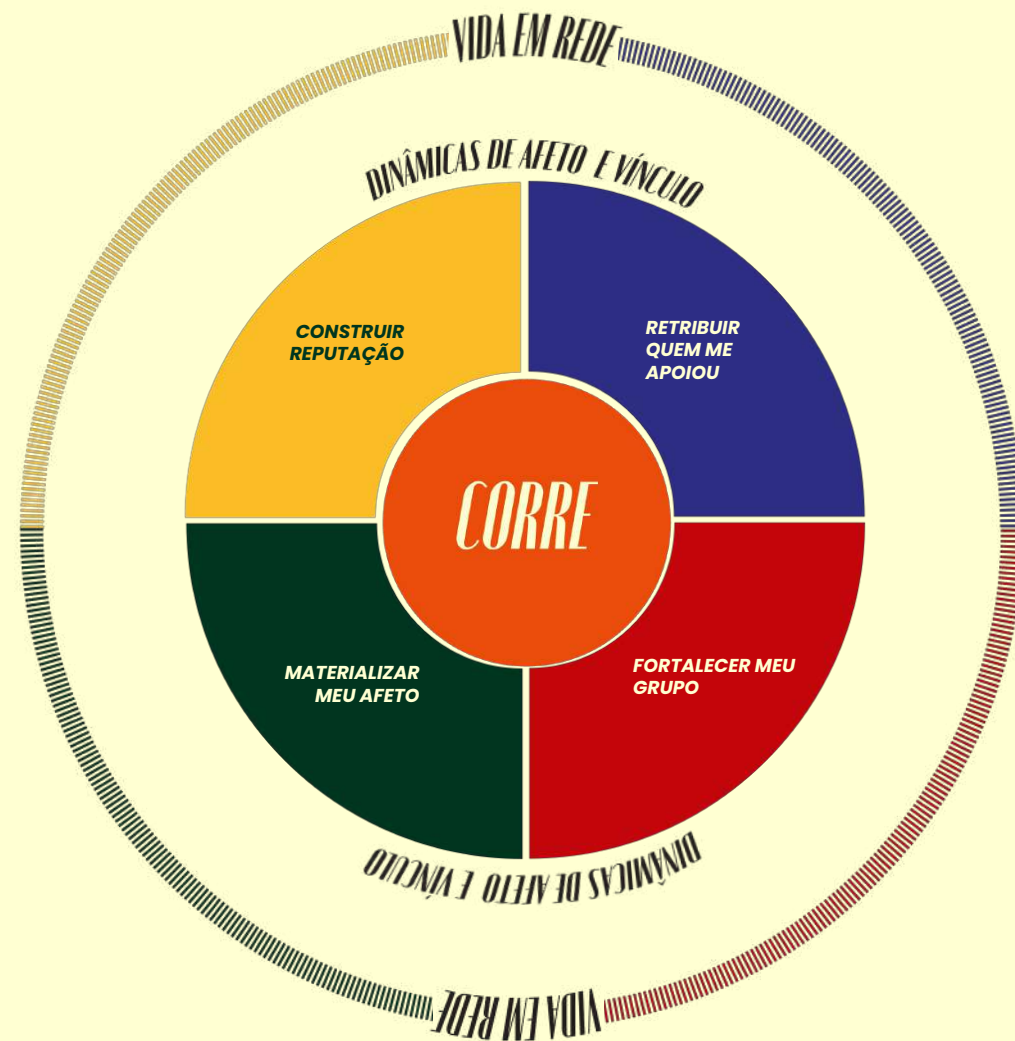 VIDA EM REDE
DINÂMICAS DE AFETO E VÍNCULO
CONSTRUIR
REPUTAÇÃO
RETRIBUIR
QUEM ME
APOIOU
CORRE
MATERIALIZAR
MEU AFETO
FORTALECER MEU
GRUPO
DINÂMICAS DE AFETO E VÍNCULO
VIDA EM REDE